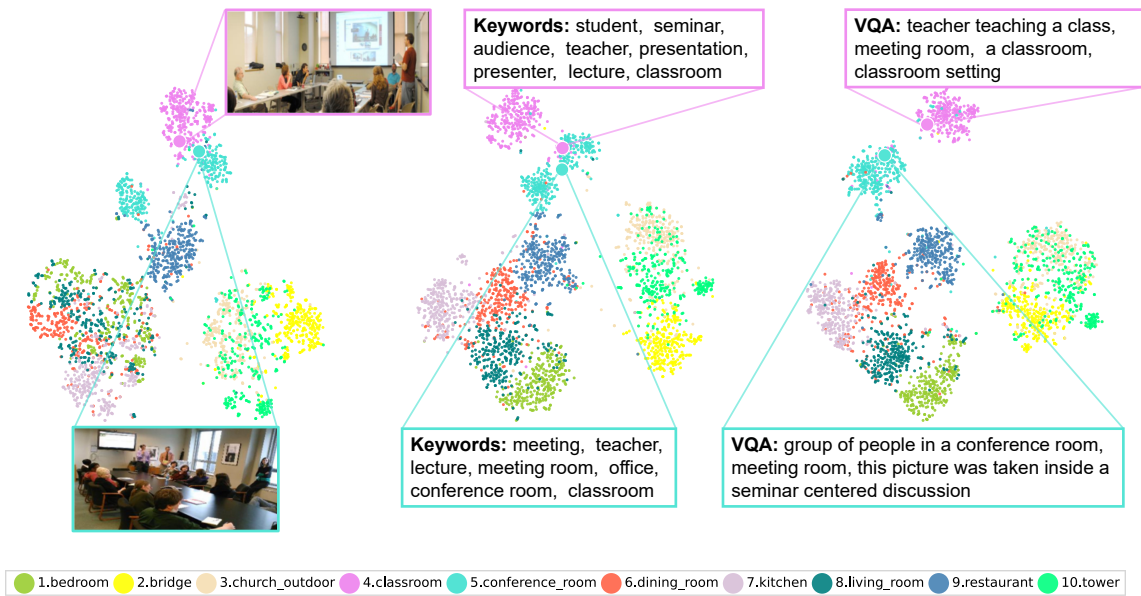 Keywords: student, seminar,
audience, teacher, presentation,
presenter, lecture, classroom
VQA: teacher teaching a class,
meeting room, a classroom,
classroom setting
Keywords: meeting, teacher,
lecture, meeting room, office,
conference room, classroom
VQA: group of people in a conference room,
meeting room, this picture was taken inside a
seminar centered discussion
1.bedroom 2.bridge 3.church_outdoor 4.classroom 5.conference_room 6.dining_room 7.kitchen 8.living_room 9.restaurant 10.tower